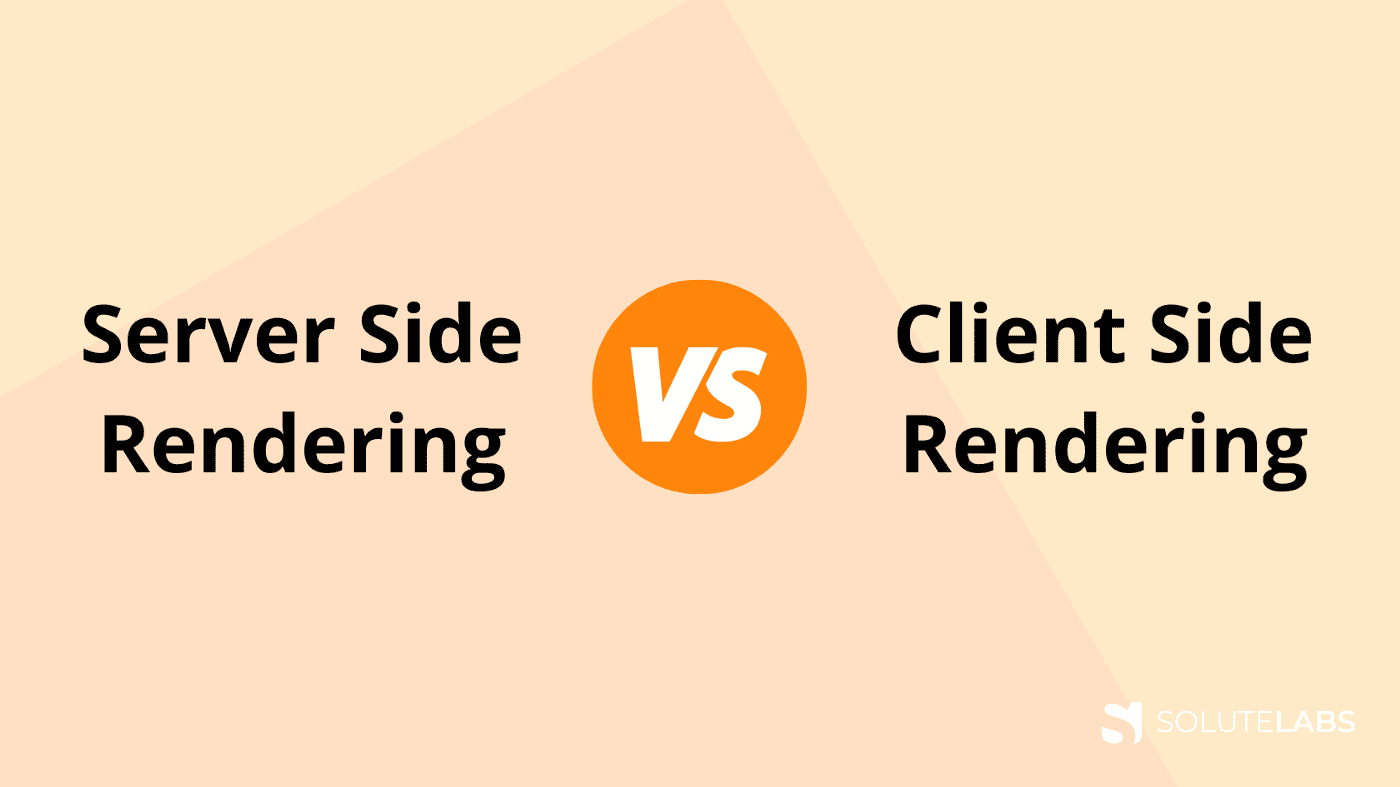 Server Side
Rendering
VS
Client Side
Rendering
SOLUTELABS